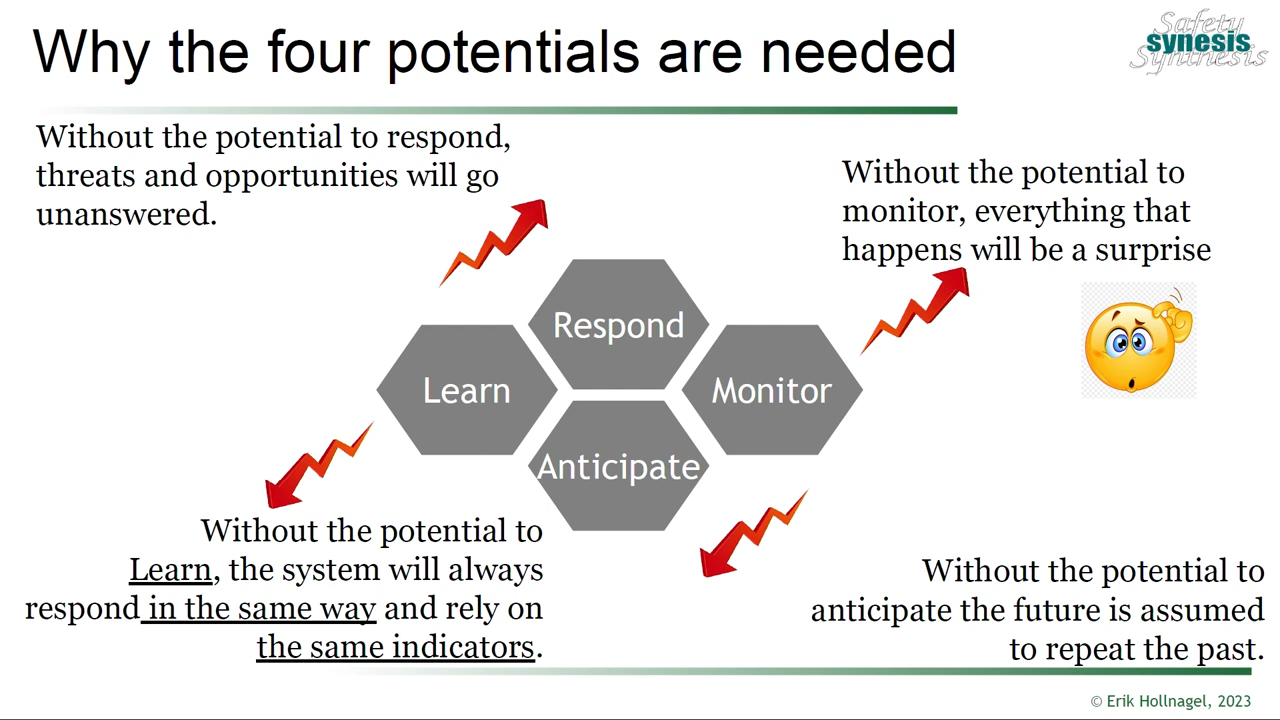 Why the four potentials are needed
Safety
synesis
Synthesis
Without the potential to respond,
threats and opportunities will go
unanswered.
Without the potential to
monitor, everything that
happens will be a surprise
Respond
Learn
Monitor
Anticipate
Without the potential to
Learn, the system will always
respond in the same way and rely on
the same indicators.
Without the potential to
anticipate the future is assumed
to repeat the past.
© Erik Hollnagel, 2023